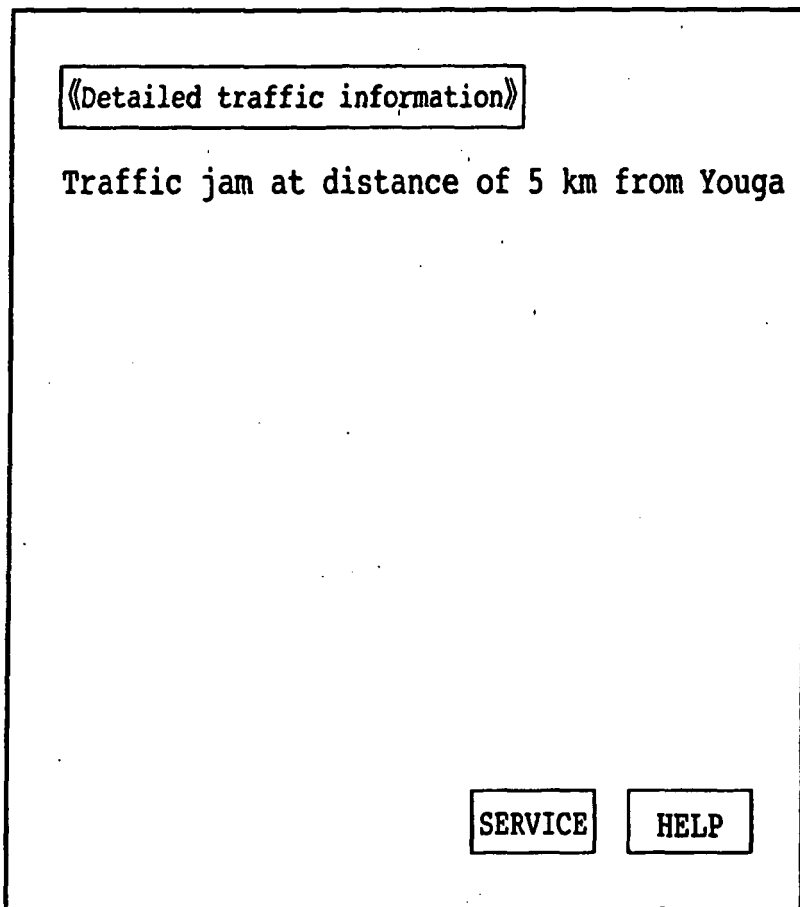 《Detailed traffic information》
Traffic jam at distance of 5 km from Youga
SERVICE HELP